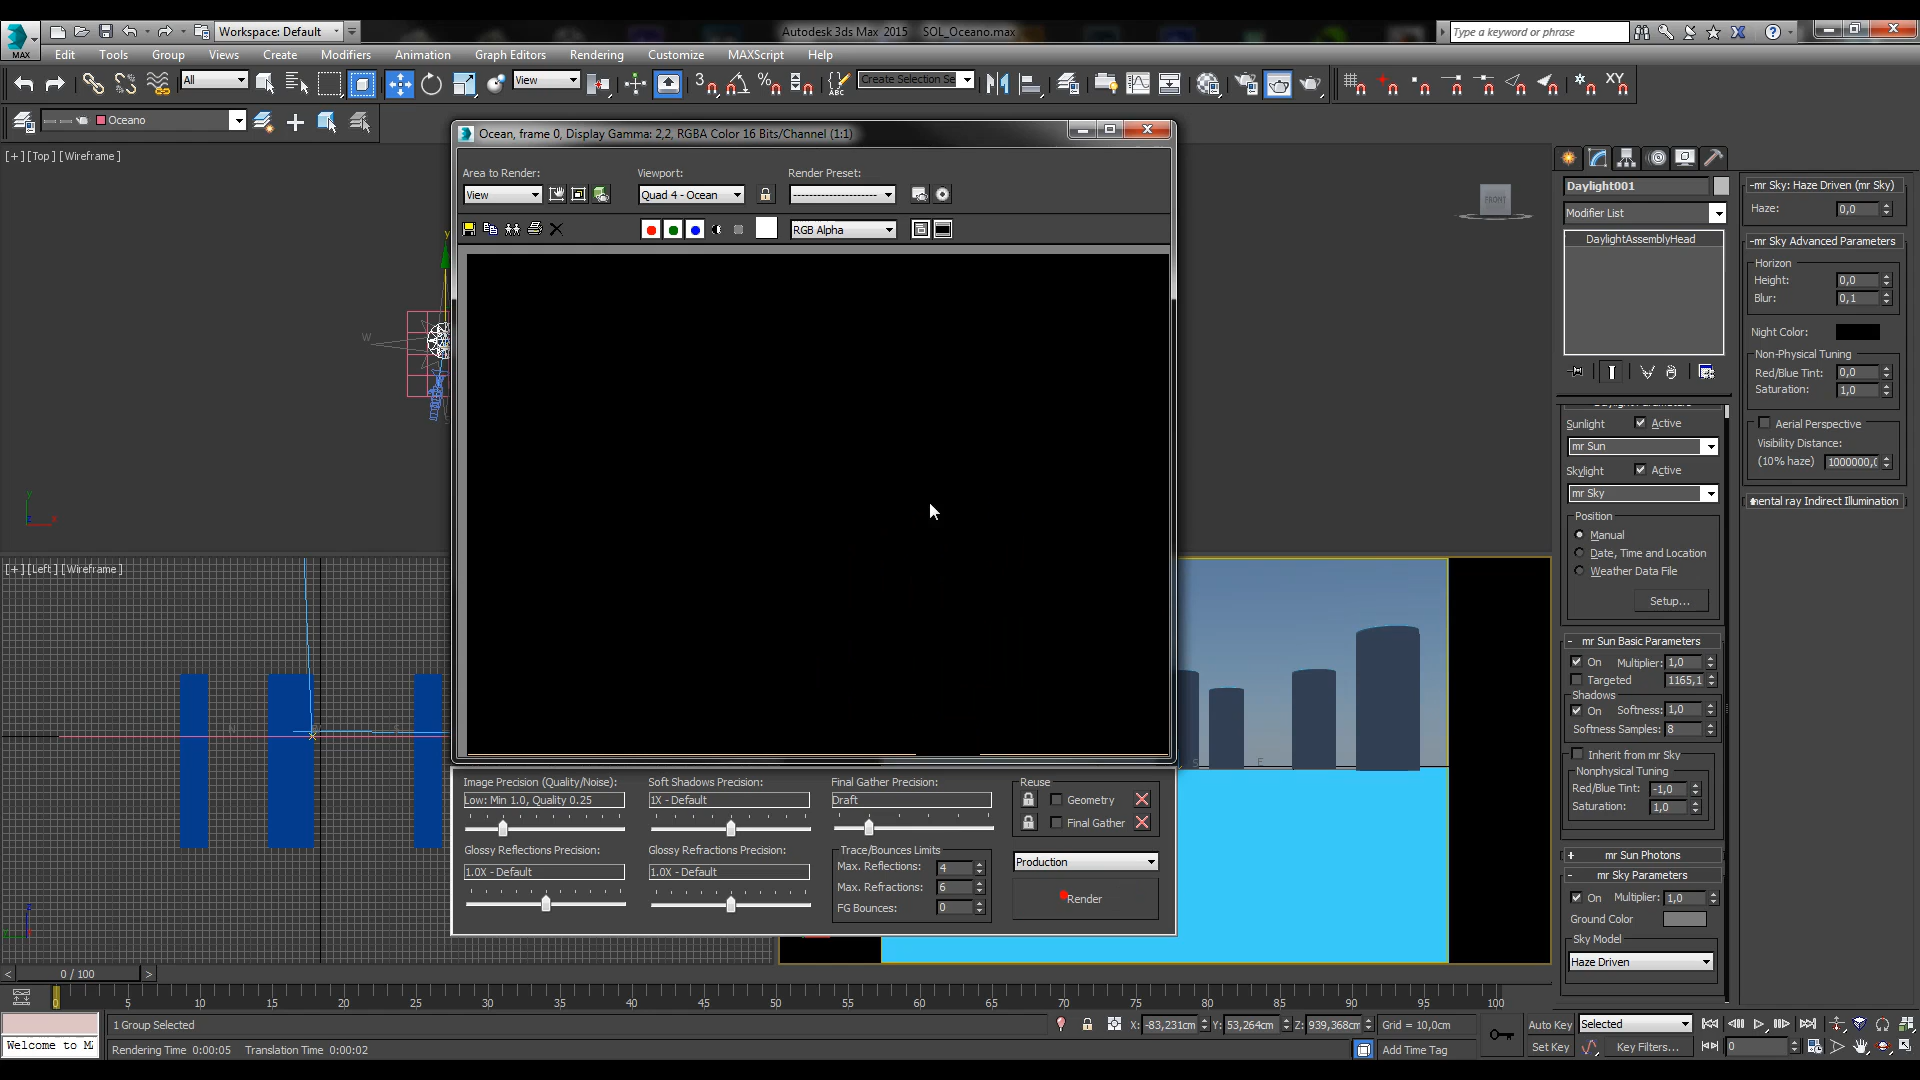 Workspace: Default
Autodesk 3ds Max 2015    SOL_Oceano.max
Type a keyword or phrase
MAX
Edit Tools Group Views Create Modifiers Animation Graph Editors Rendering Customize MAXScript Help
All
View
Create Selection Se
Oceano
Ocean, frame 0, Display Gamma: 2,2, RGBA Color 16 Bits/Channel (1:1)
[+] [Top] [Wireframe]
Area to Render:
Viewport:
Render Preset:
View
Quad 4 - Ocean
RGB Alpha
FRONT
[+] [Left] [Wireframe]
Image Precision (Quality/Noise):
Soft Shadows Precision:
Final Gather Precision:
Reuse
Low: Min 1.0, Quality 0.25
1X - Default
Draft
Geometry
Final Gather
Glossy Reflections Precision:
Glossy Refractions Precision:
Trace/Bounces Limits
1.0X - Default
1.0X - Default
Max. Reflections: 4
Max. Refractions: 6
FG Bounces: 0
Production
Render
Daylight001
Modifier List
DaylightAssemblyHead
Sunlight Active
mr Sun
Skylight Active
mr Sky
Position
Manual
Date, Time and Location
Weather Data File
Setup...
- mr Sun Basic Parameters
On Multiplier: 1,0
Targeted 1165,1
Shadows
On Softness: 1,0
Softness Samples: 8
Inherit from mr Sky
Nonphysical Tuning
Red/Blue Tint: -1,0
Saturation: 1,0
+ mr Sun Photons
- mr Sky Parameters
On Multiplier: 1,0
Ground Color
Sky Model
Haze Driven
-mr Sky: Haze Driven (mr Sky)
Haze: 0,0
-mr Sky Advanced Parameters
Horizon
Height: 0,0
Blur: 0,1
Night Color:
Non-Physical Tuning
Red/Blue Tint: 0,0
Saturation: 1,0
Aerial Perspective
Visibility Distance:
(10% haze) 1000000,(
mental ray Indirect Illumination
< 0 / 100 >
0 5 10 15 20 25 30 35 40 45 50 55 60 65 70 75 80 85 90 95 100
1 Group Selected
X: -83,231cm Y: 53,264cm Z: 939,368cm Grid = 10,0cm
Auto Key Selected
Welcome to M
Rendering Time 0:00:05 Translation Time 0:00:02
Add Time Tag
Set Key Key Filters... 0